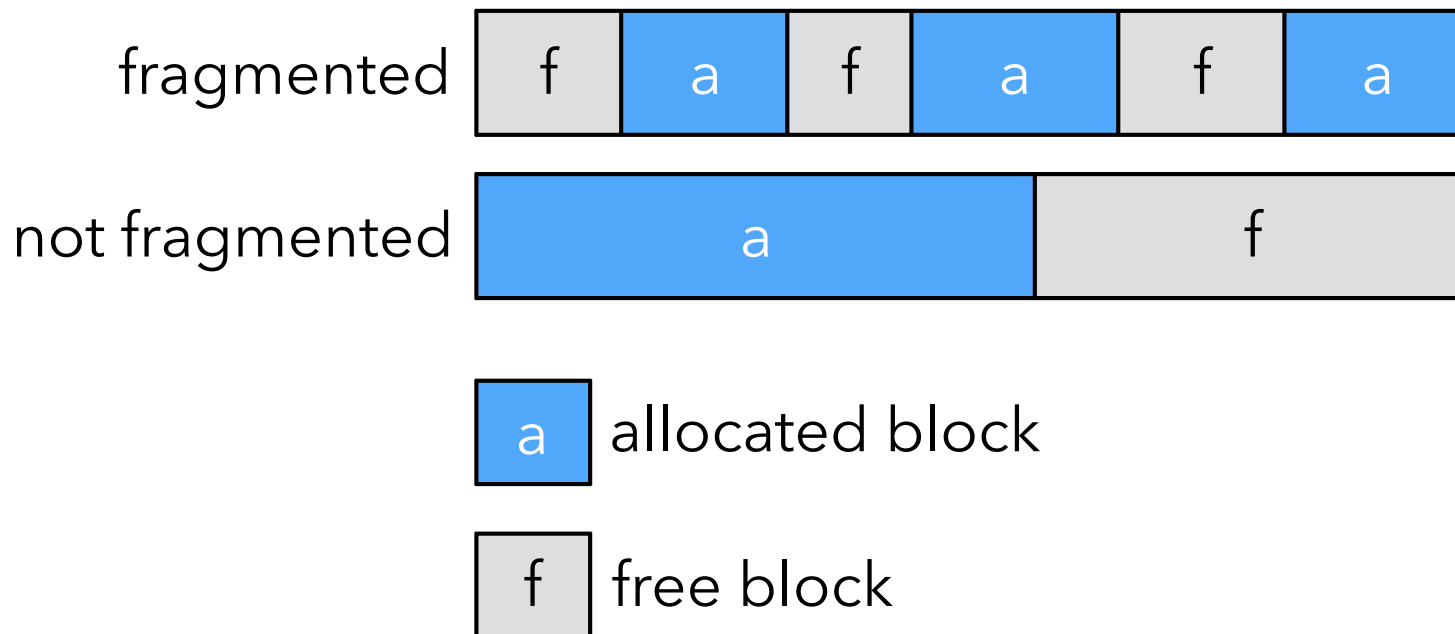 fragmented f a f a f a
not fragmented a f
a allocated block
f free block